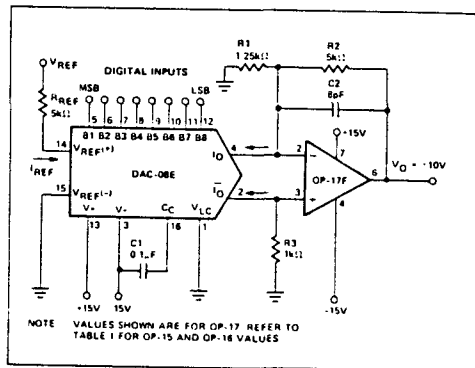 R1
1.25kΩ
R2
5kΩ
C2
8pF
VREF
DIGITAL INPUTS
MSB
LSB
RREF
5kΩ
5 6 7 8 9 10 11 12
B1 B2 B3 B4 B5 B6 B7 B8
14
VREF(+)
IREF
DAC-08E
15
VREF(-)
V+ V- CC VLC
13 3 16 1
IO
4
IO
2
+15V
7
2
−
OP-17F
6
VO = -10V
3
+
4
-15V
R3
1kΩ
C1
0.1µF
+15V
15V
NOTE VALUES SHOWN ARE FOR OP-17 REFER TO
TABLE I FOR OP-15 AND OP-16 VALUES